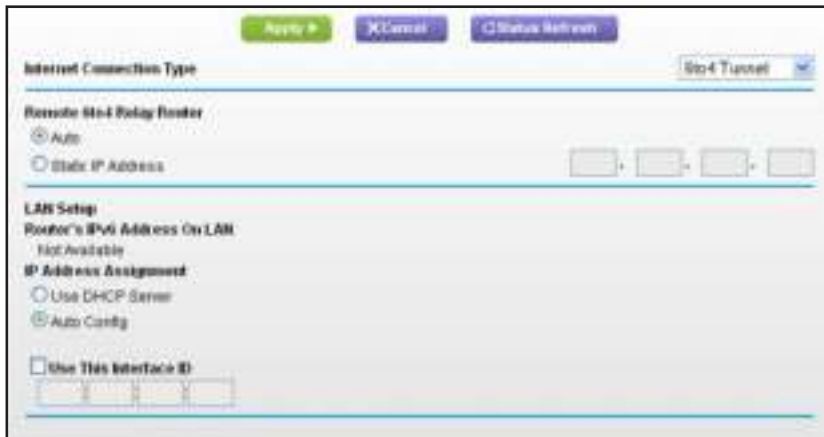 Apply
Cancel
Status Refresh
Internet Connection Type
6to4 Tunnel
Remote 6to4 Relay Router
Auto
Static IP Address
LAN Setup
Router's IPv6 Address On LAN
Not Available
IP Address Assignment
Use DHCP Server
Auto Config
Use This Interface ID